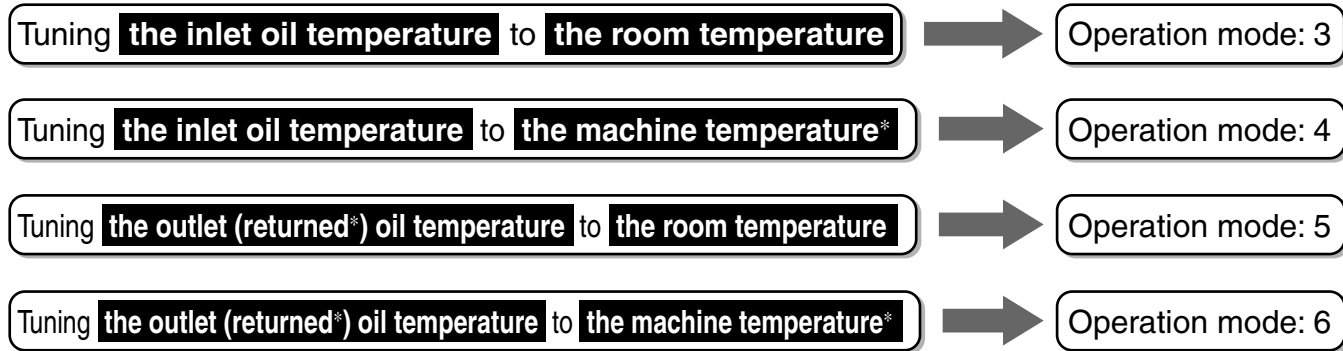 Tuning the inlet oil temperature to the room temperature Operation mode: 3
Tuning the inlet oil temperature to the machine temperature* Operation mode: 4
Tuning the outlet (returned*) oil temperature to the room temperature Operation mode: 5
Tuning the outlet (returned*) oil temperature to the machine temperature* Operation mode: 6